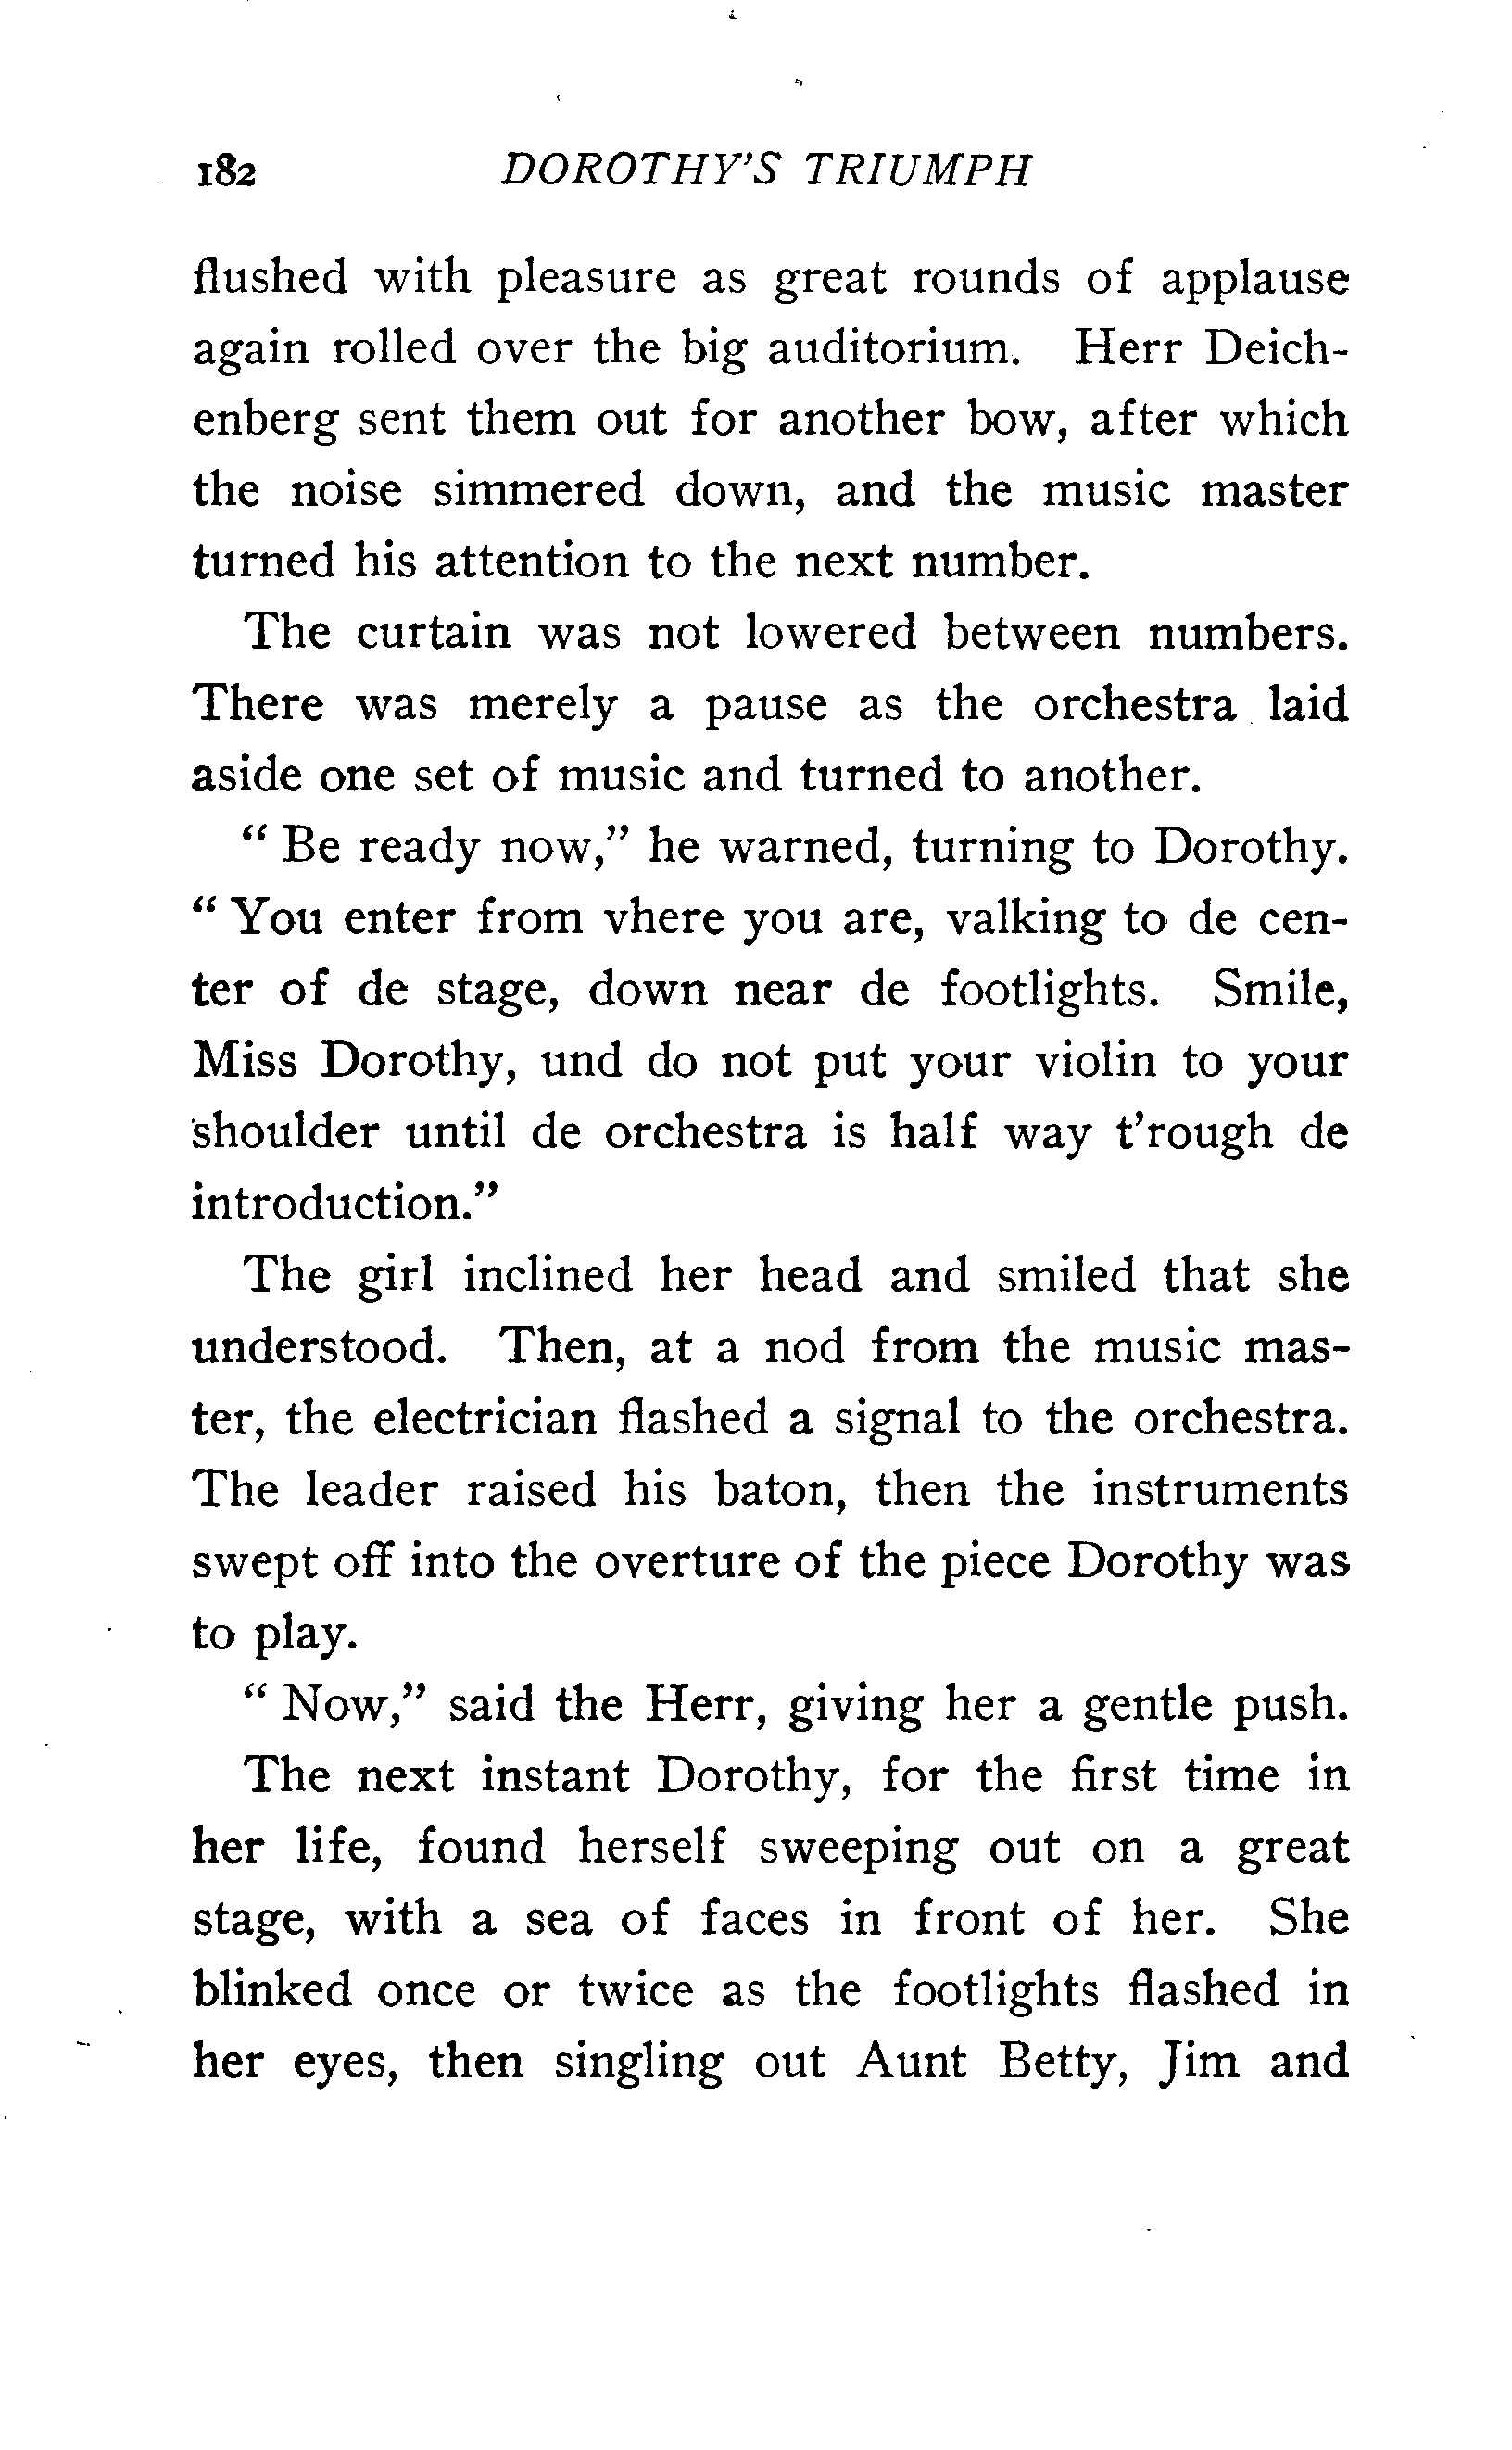 182 DOROTHY'S TRIUMPH
flushed with pleasure as great rounds of applause
again rolled over the big auditorium. Herr Deich-
enberg sent them out for another bow, after which
the noise simmered down, and the music master
turned his attention to the next number.
The curtain was not lowered between numbers.
There was merely a pause as the orchestra laid
aside one set of music and turned to another.
" Be ready now," he warned, turning to Dorothy.
" You enter from vhere you are, valking to de cen-
ter of de stage, down near de footlights. Smile,
Miss Dorothy, und do not put your violin to your
shoulder until de orchestra is half way t'rough de
introduction."
The girl inclined her head and smiled that she
understood. Then, at a nod from the music mas-
ter, the electrician flashed a signal to the orchestra.
The leader raised his baton, then the instruments
swept off into the overture of the piece Dorothy was
to play.
" Now," said the Herr, giving her a gentle push.
The next instant Dorothy, for the first time in
her life, found herself sweeping out on a great
stage, with a sea of faces in front of her. She
blinked once or twice as the footlights flashed in
her eyes, then singling out Aunt Betty, Jim and